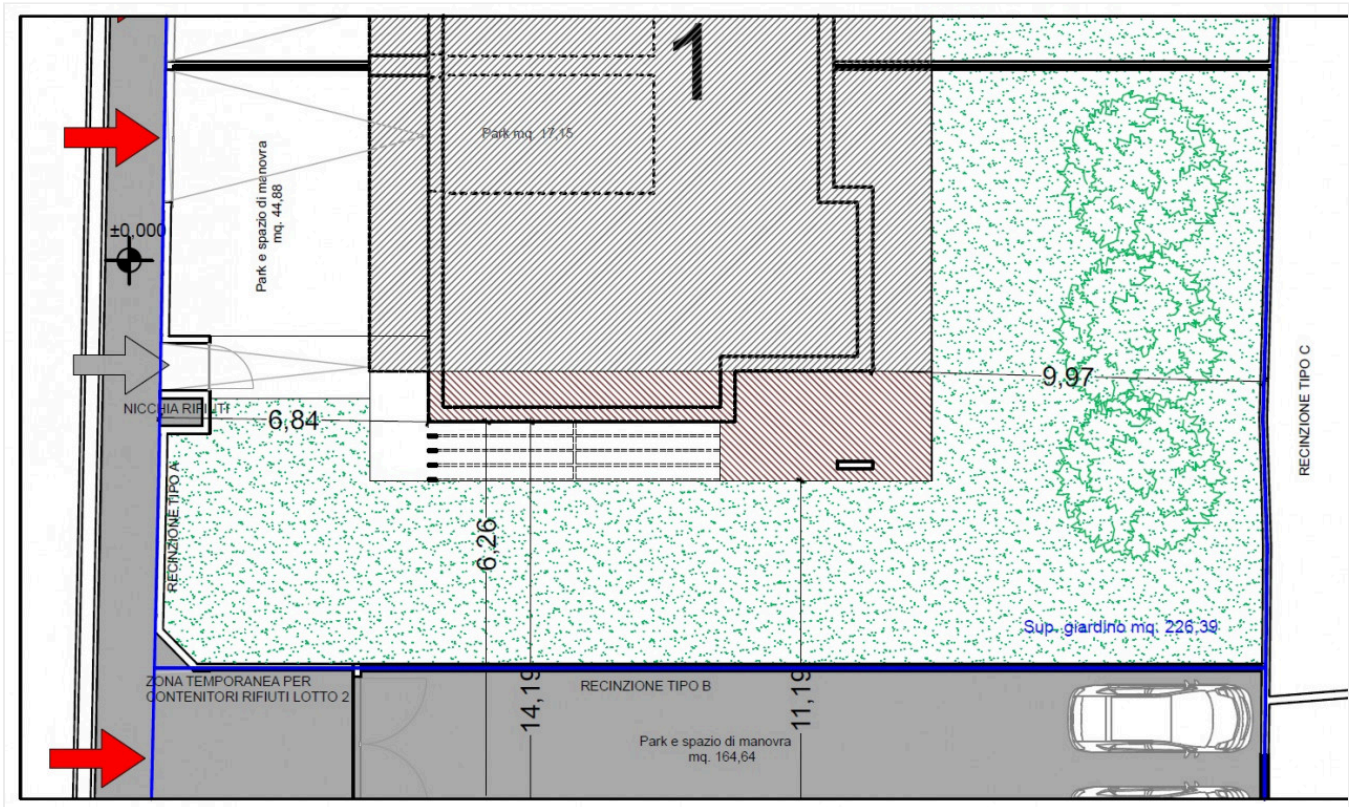 1
Park mq. 17,15
Park e spazio di manovra
mq. 44,88
±0,000
NICCHIA RIFIUTI
6,84
9,97
RECINZIONE TIPO C
RECINZIONE TIPO A
6,26
Sup. giardino mq. 226,39
ZONA TEMPORANEA PER
CONTENITORI RIFIUTI LOTTO 2
RECINZIONE TIPO B
14,19
11,19
Park e spazio di manovra
mq. 164,64